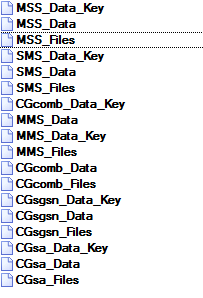 MSS_Data_Key
MSS_Data
MSS_Files
SMS_Data_Key
SMS_Data
SMS_Files
CGcomb_Data_Key
MMS_Data
MMS_Data_Key
MMS_Files
CGcomb_Data
CGcomb_Files
CGsgsn_Data_Key
CGsgsn_Data
CGsgsn_Files
CGsa_Data_Key
CGsa_Data
CGsa_Files